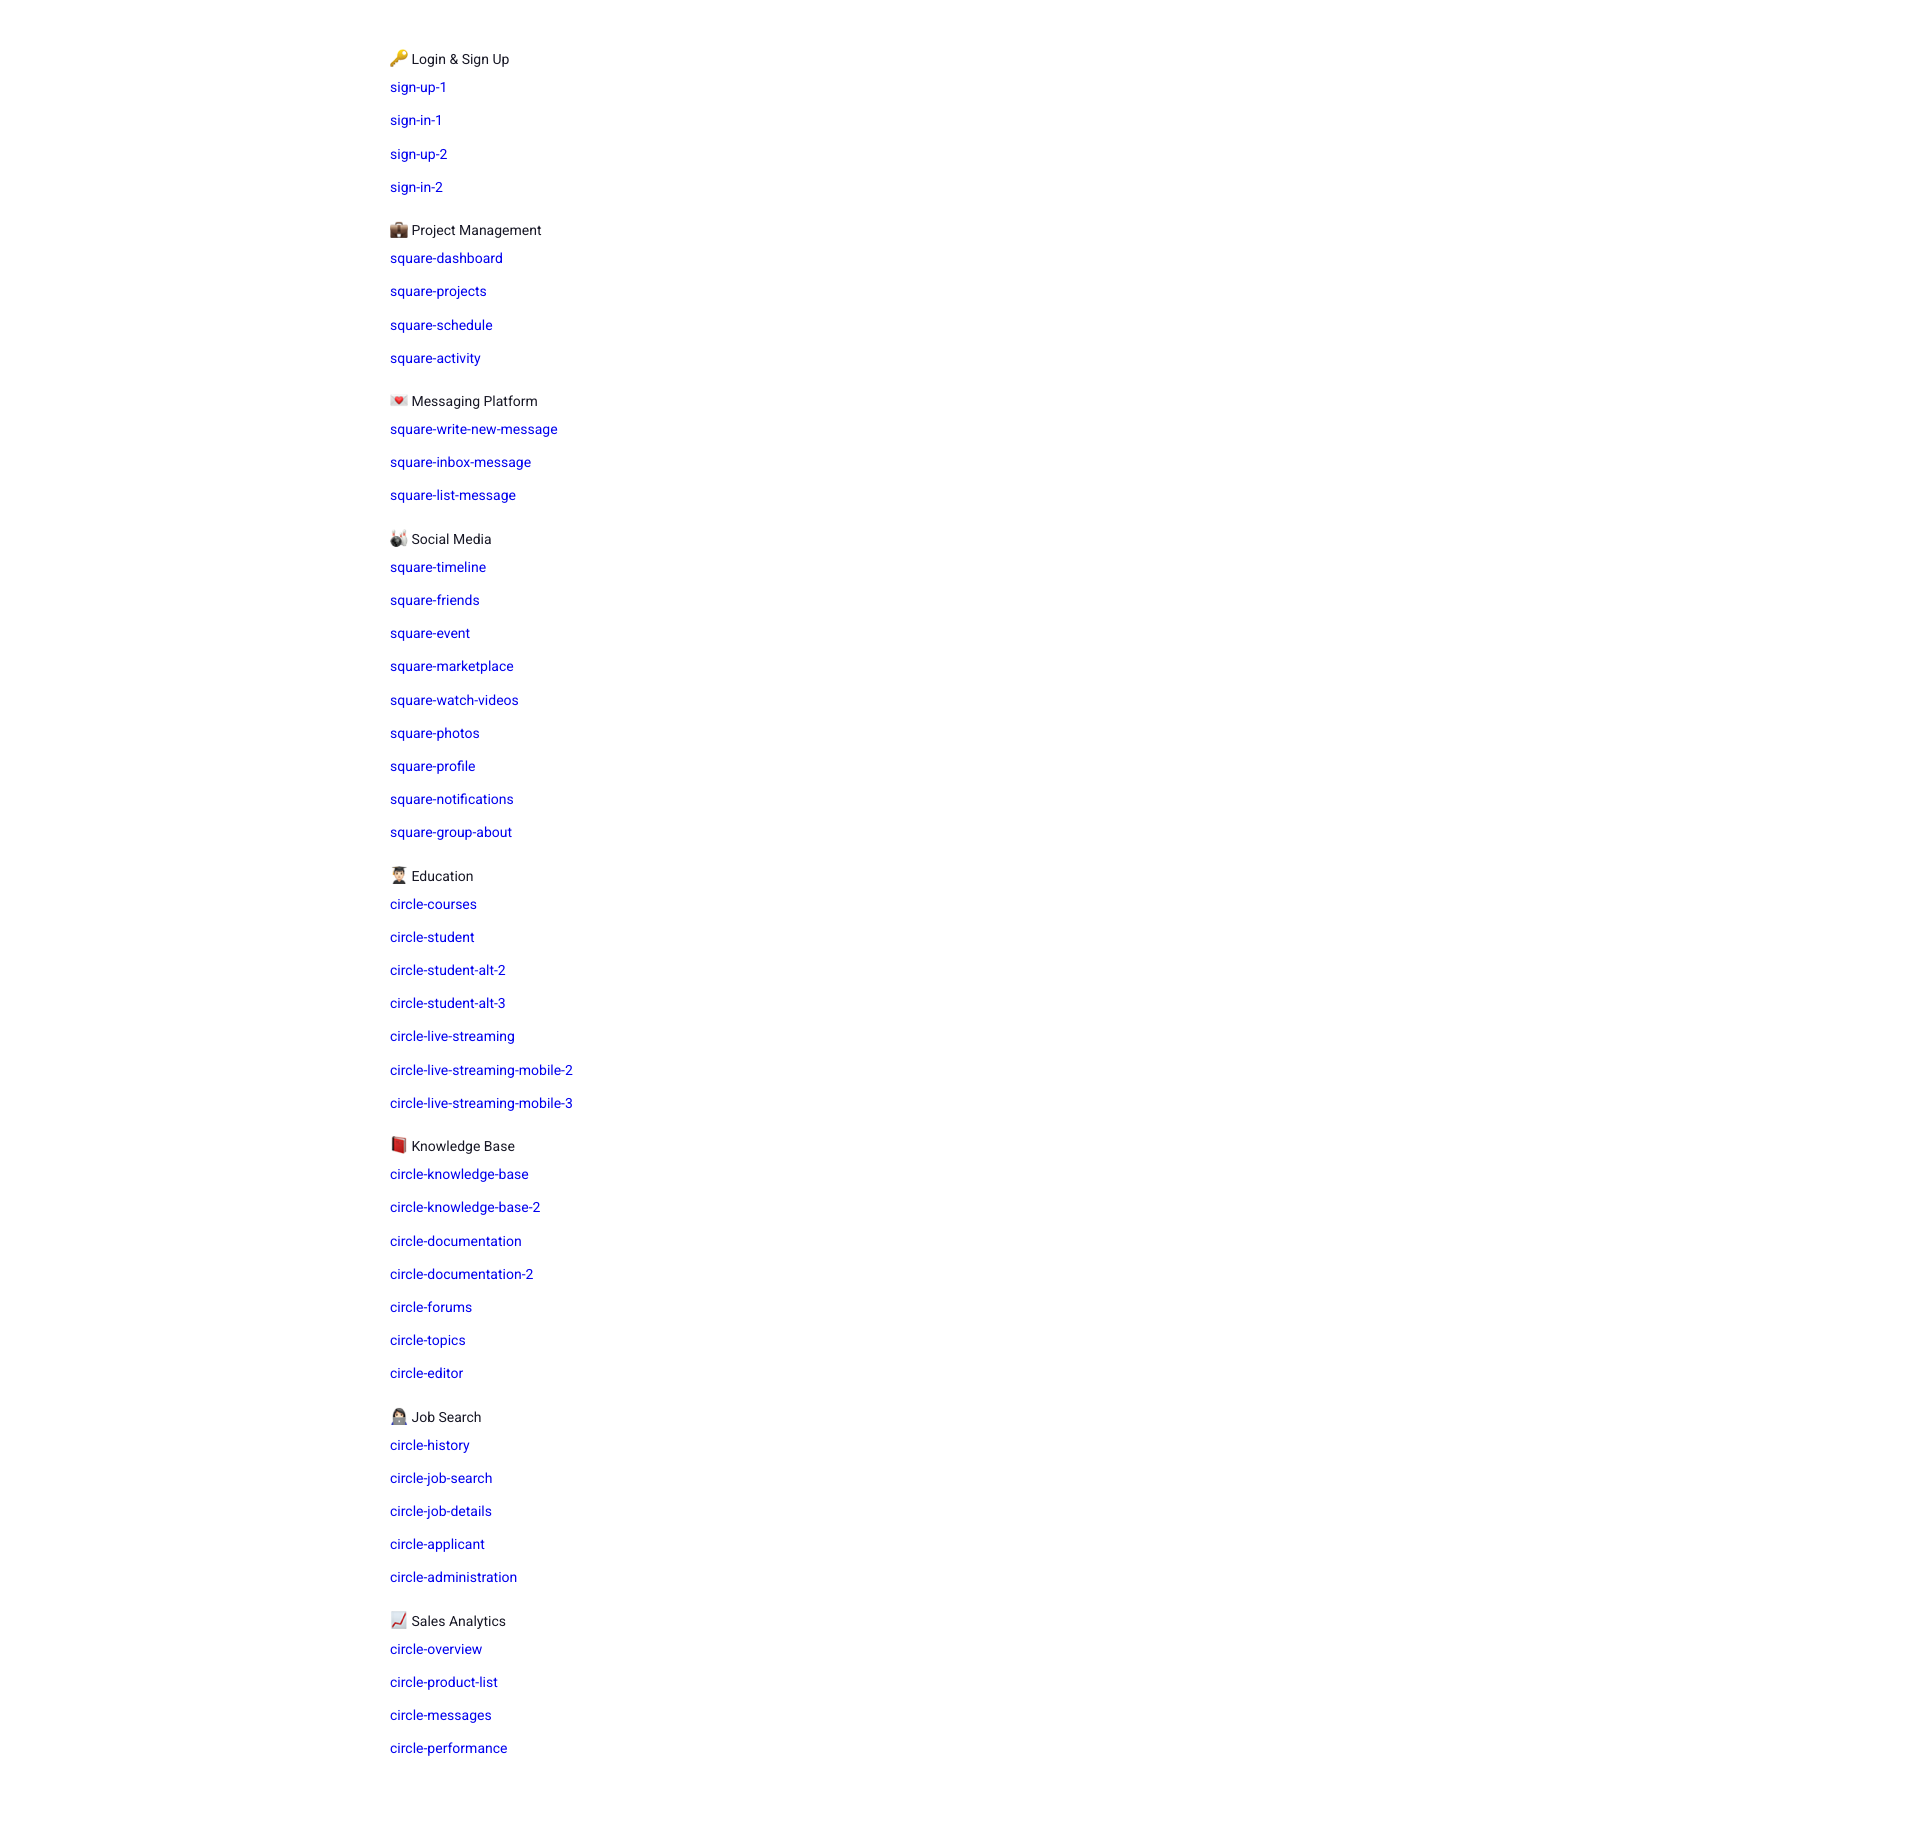 🔑 Login & Sign Up
sign-up-1
sign-in-1
sign-up-2
sign-in-2
💼 Project Management
square-dashboard
square-projects
square-schedule
square-activity
💌 Messaging Platform
square-write-new-message
square-inbox-message
square-list-message
🎳 Social Media
square-timeline
square-friends
square-event
square-marketplace
square-watch-videos
square-photos
square-profile
square-notifications
square-group-about
👨🏻‍🎓 Education
circle-courses
circle-student
circle-student-alt-2
circle-student-alt-3
circle-live-streaming
circle-live-streaming-mobile-2
circle-live-streaming-mobile-3
📕 Knowledge Base
circle-knowledge-base
circle-knowledge-base-2
circle-documentation
circle-documentation-2
circle-forums
circle-topics
circle-editor
👩🏻‍💻 Job Search
circle-history
circle-job-search
circle-job-details
circle-applicant
circle-administration
📈 Sales Analytics
circle-overview
circle-product-list
circle-messages
circle-performance